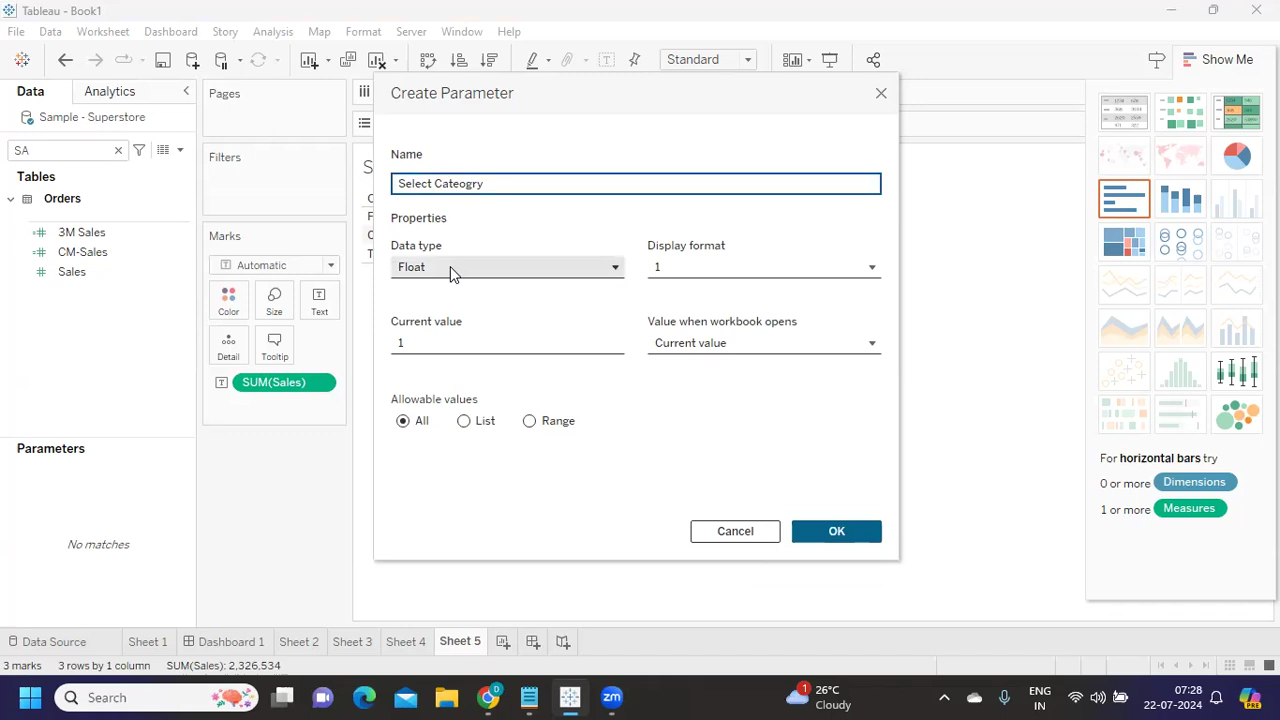 Tableau - Book1
File Data Worksheet Dashboard Story Analysis Map Format Server Window Help
Standard
Show Me
Data Analytics
Sample - Superstore
SA
Tables
Orders
3M Sales
CM-Sales
Sales
Parameters
No matches
Pages
Filters
Marks
Automatic
Color Size Text
Detail Tooltip
SUM(Sales)
Create Parameter
Name
Select Cateogry
Properties
Data type Display format
Float 1
Current value Value when workbook opens
1 Current value
Allowable values
All List Range
Cancel OK
For horizontal bars try
0 or more Dimensions
1 or more Measures
Data Source Sheet 1 Dashboard 1 Sheet 2 Sheet 3 Sheet 4 Sheet 5
3 marks 3 rows by 1 column SUM(Sales): 2,326,534
Search
1
26°C
Cloudy
ENG
IN
07:28
22-07-2024